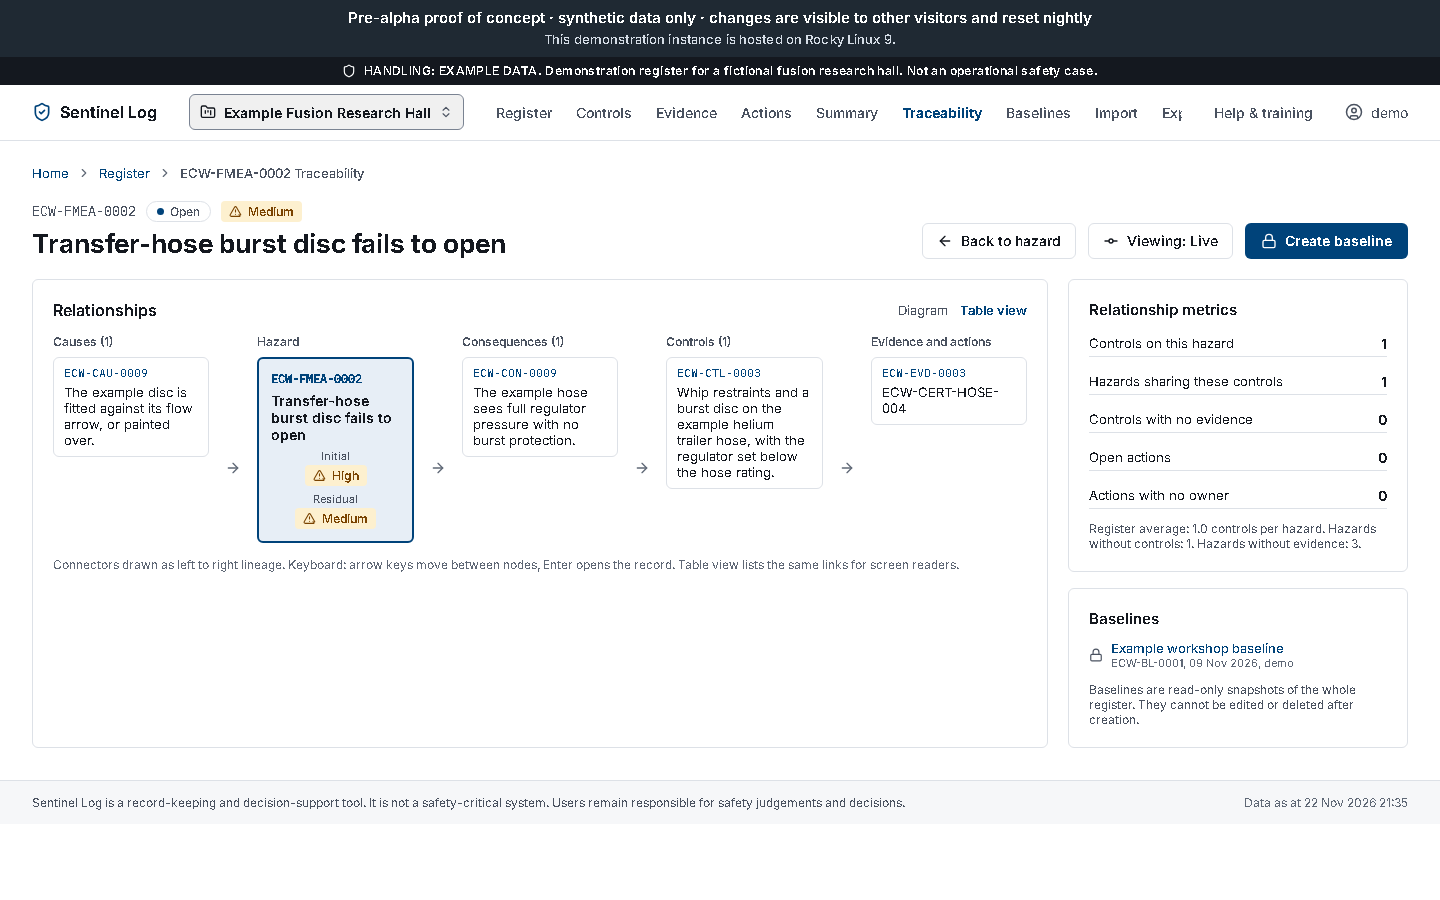 Pre-alpha proof of concept · synthetic data only · changes are visible to other visitors and reset nightly
This demonstration instance is hosted on Rocky Linux 9.
HANDLING: EXAMPLE DATA. Demonstration register for a fictional fusion research hall. Not an operational safety case.
Sentinel Log
Example Fusion Research Hall
Register Controls Evidence Actions Summary Traceability Baselines Import Exp
Help & training
demo
Home > Register > ECW-FMEA-0002 Traceability
ECW-FMEA-0002 Open Medium
Transfer-hose burst disc fails to open
Back to hazard
Viewing: Live
Create baseline
Relationships
Diagram Table view
Causes (1)
ECW-CAU-0009
The example disc is
fitted against its flow
arrow, or painted
over.
Hazard
ECW-FMEA-0002
Transfer-hose
burst disc fails to
open
Initial
High
Residual
Medium
Consequences (1)
ECW-CON-0009
The example hose
sees full regulator
pressure with no
burst protection.
Controls (1)
ECW-CTL-0003
Whip restraints and a
burst disc on the
example helium
trailer hose, with the
regulator set below
the hose rating.
Evidence and actions
ECW-EVD-0003
ECW-CERT-HOSE-
004
Connectors drawn as left to right lineage. Keyboard: arrow keys move between nodes, Enter opens the record. Table view lists the same links for screen readers.
Relationship metrics
Controls on this hazard 1
Hazards sharing these controls 1
Controls with no evidence 0
Open actions 0
Actions with no owner 0
Register average: 1.0 controls per hazard. Hazards
without controls: 1. Hazards without evidence: 3.
Baselines
Example workshop baseline
ECW-BL-0001, 09 Nov 2026, demo
Baselines are read-only snapshots of the whole
register. They cannot be edited or deleted after
creation.
Sentinel Log is a record-keeping and decision-support tool. It is not a safety-critical system. Users remain responsible for safety judgements and decisions.
Data as at 22 Nov 2026 21:35